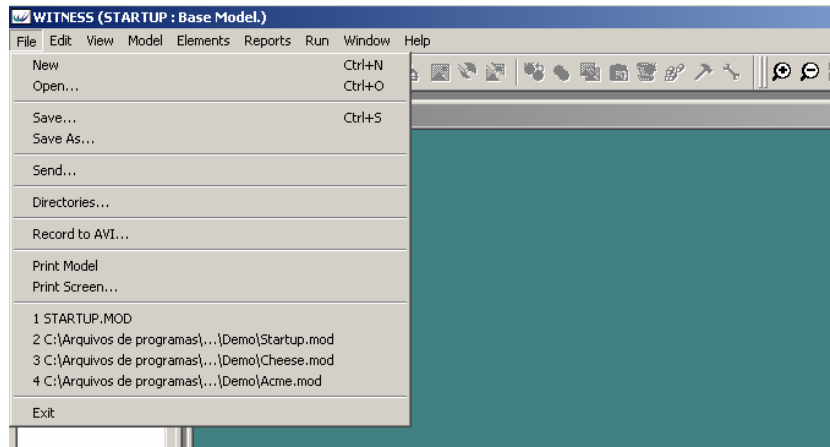 WITNESS (STARTUP : Base Model.)
File Edit View Model Elements Reports Run Window Help
New Ctrl+N
Open... Ctrl+O
Save... Ctrl+S
Save As...
Send...
Directories...
Record to AVI...
Print Model
Print Screen...
1 STARTUP.MOD
2 C:\Arquivos de programas\...\Demo\Startup.mod
3 C:\Arquivos de programas\...\Demo\Cheese.mod
4 C:\Arquivos de programas\...\Demo\Acme.mod
Exit